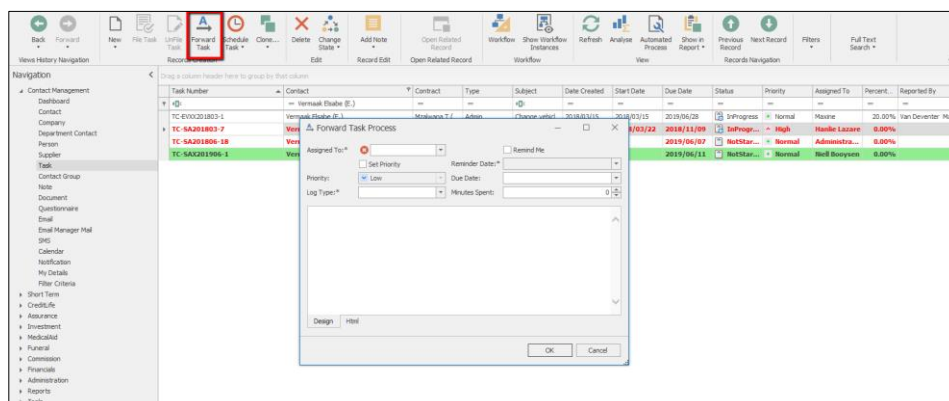 Back Forward New File Task UnFile Task Forward Task Schedule Task Clone... Delete Change State Add Note Open Related Record Workflow Show Workflow Instances Refresh Analyse Automated Process Show in Report Previous Record Next Record Filters Full Text Search
Views History Navigation Records Creation Edit Record Edit Open Related Record Workflow View Records Navigation
Navigation
Drag a column header here to group by that column
Task Number Contact Contract Type Subject Date Created Start Date Due Date Status Priority Assigned To Percent... Reported By
= Vermaak Elsabe (E.) = = = = = = = = = =
TC-EVIX201803-1 Vermaak Elsabe (E.) Admin 2018/03/15 2018/03/15 2019/06/28 InProgress Normal Maxine 20.00% Van Deventer
TC-SA201803-7 2018/11/09 InProgr... High Hanke Lazare 0.00%
TC-SA201806-18 2019/06/07 NotStar... Normal Administra... 0.00%
TC-SAX201906-1 2019/06/11 NotStar... Normal Niell Booysen 0.00%
Contact Management
Dashboard
Contact
Company
Department Contact
Person
Supplier
Task
Contact Group
Note
Document
Questionnaire
Email
Email Manager Mail
SMS
Calendar
Notification
My Details
Filter Criteria
Short Term
CreditLife
Assurance
Investment
MedicalAid
Funeral
Commission
Financials
Administration
Reports
Tools
Forward Task Process
Assigned To:* Remind Me
Set Priority Reminder Date:*
Priority: Low Due Date:
Log Type:* Minutes Spent: 0
Design Html
OK Cancel